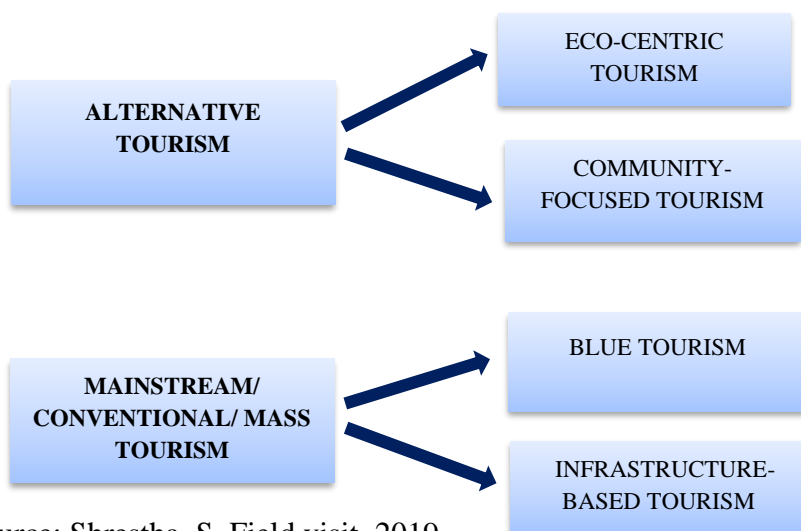 ALTERNATIVE
TOURISM
ECO-CENTRIC
TOURISM
COMMUNITY-
FOCUSED TOURISM
MAINSTREAM/
CONVENTIONAL/ MASS
TOURISM
BLUE TOURISM
INFRASTRUCTURE-
BASED TOURISM
Shrestha, S. Field visit, 2019